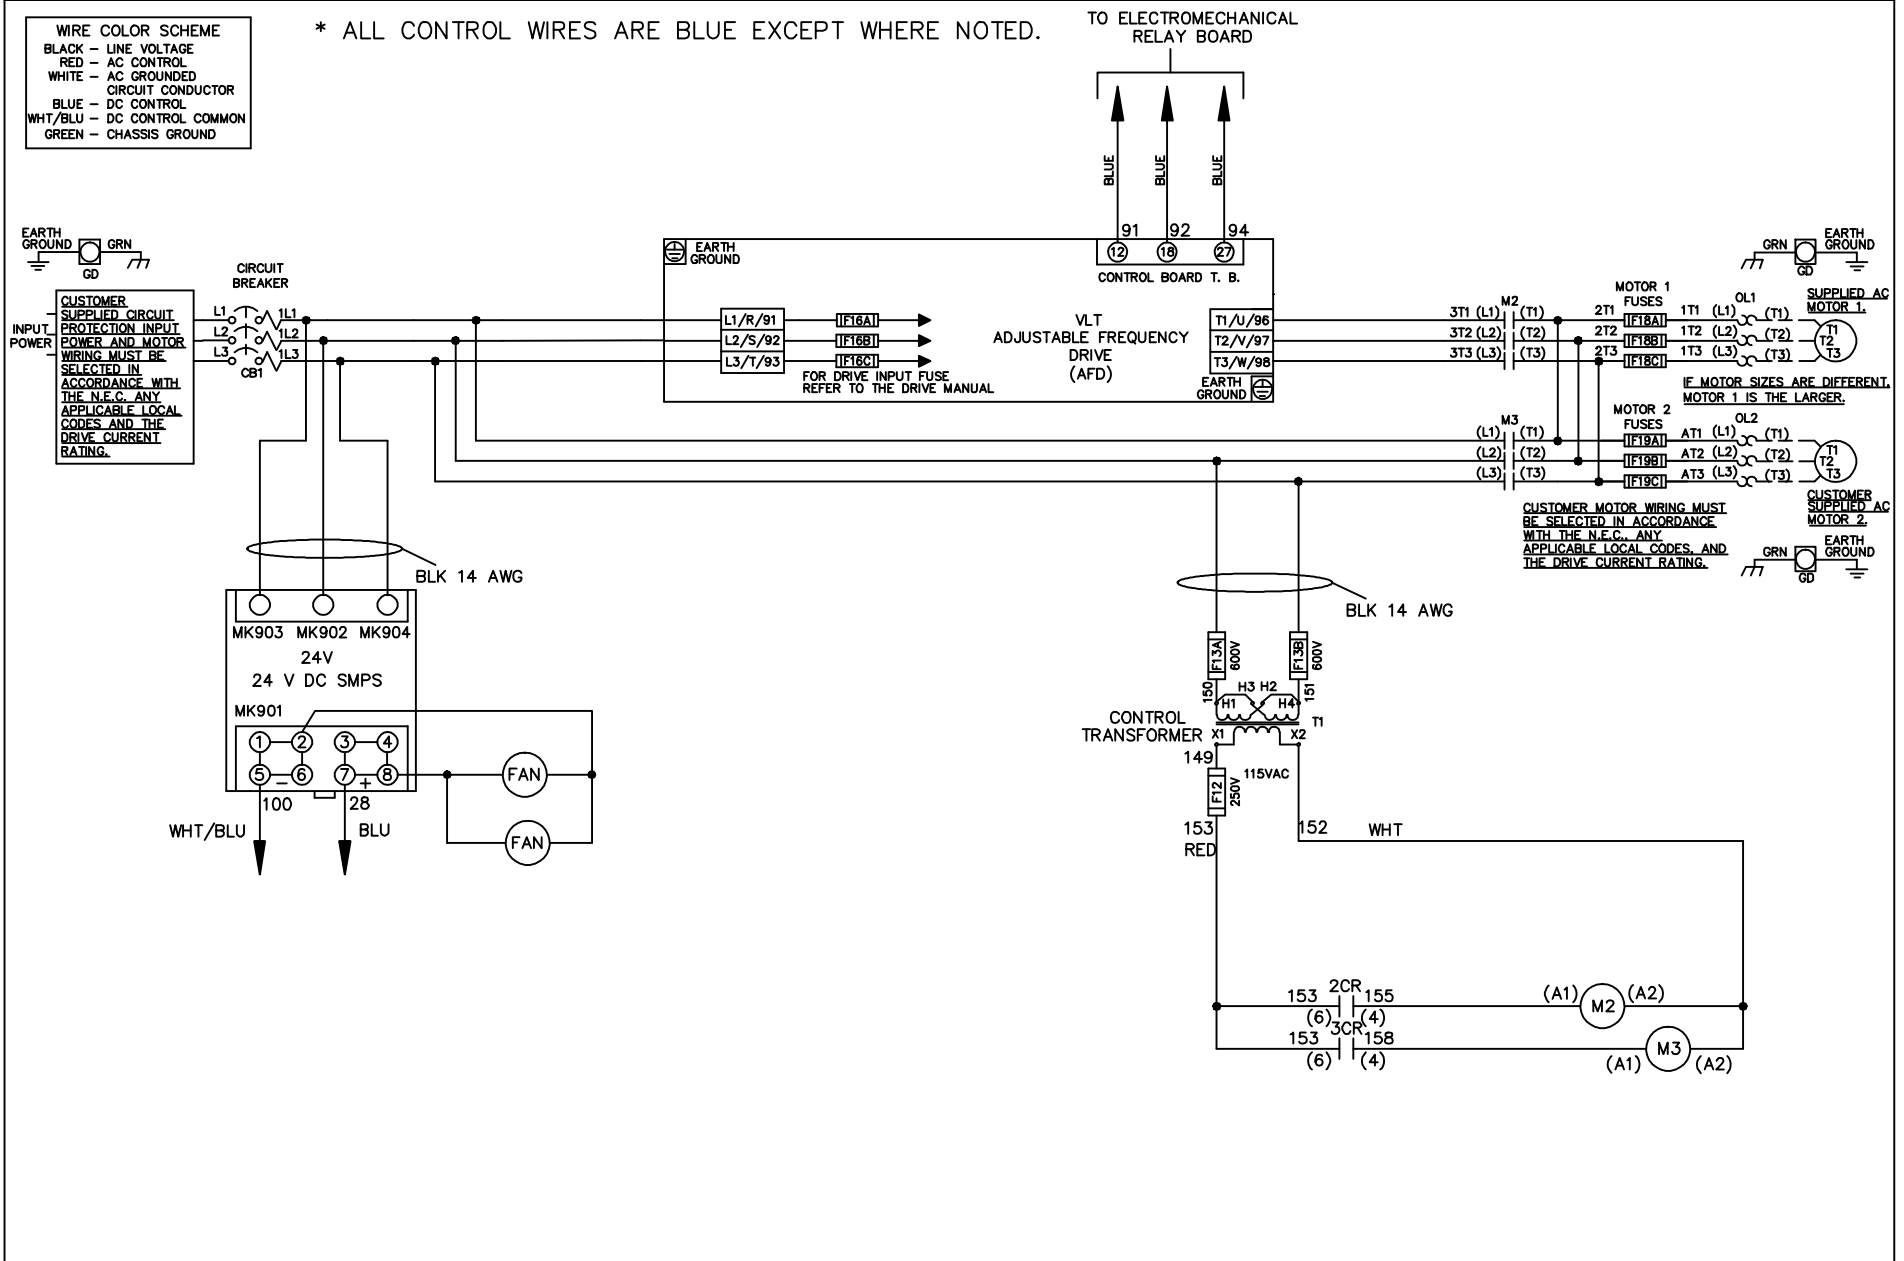 WIRE COLOR SCHEME
BLACK – LINE VOLTAGE
RED – AC CONTROL
WHITE – AC GROUNDED
CIRCUIT CONDUCTOR
BLUE – DC CONTROL
WHT/BLU – DC CONTROL COMMON
GREEN – CHASSIS GROUND
* ALL CONTROL WIRES ARE BLUE EXCEPT WHERE NOTED.
TO ELECTROMECHANICAL
RELAY BOARD
BLUE
BLUE
BLUE
91 92 94
12 18 27
CONTROL BOARD T. B.
EARTH
GROUND
GRN
GD
CIRCUIT
BREAKER
INPUT
POWER
CUSTOMER
SUPPLIED CIRCUIT
PROTECTION INPUT
POWER AND MOTOR
WIRING MUST BE
SELECTED IN
ACCORDANCE WITH
THE N.E.C. ANY
APPLICABLE LOCAL
CODES AND THE
DRIVE CURRENT
RATING.
L1 1L1
L2 1L2
L3 1L3
CB1
EARTH
GROUND
L1/R/91 F16A
L2/S/92 F16B
L3/T/93 F16C
FOR DRIVE INPUT FUSE
REFER TO THE DRIVE MANUAL
VLT
ADJUSTABLE FREQUENCY
DRIVE
(AFD)
T1/U/96
T2/V/97
T3/W/98
EARTH
GROUND
M2
3T1 (L1) (T1) 2T1
3T2 (L2) (T2) 2T2
3T3 (L3) (T3) 2T3
MOTOR 1
FUSES
F18A
F18B
F18C
OL1
1T1 (L1) (T1)
1T2 (L2) (T2)
1T3 (L3) (T3)
GRN
GD
EARTH
GROUND
SUPPLIED AC
MOTOR 1.
T1
T2
T3
IF MOTOR SIZES ARE DIFFERENT,
MOTOR 1 IS THE LARGER.
M3
(L1) (T1)
(L2) (T2)
(L3) (T3)
MOTOR 2
FUSES
F19A
F19B
F19C
OL2
AT1 (L1) (T1)
AT2 (L2) (T2)
AT3 (L3) (T3)
T1
T2
T3
CUSTOMER
SUPPLIED AC
MOTOR 2.
CUSTOMER MOTOR WIRING MUST
BE SELECTED IN ACCORDANCE
WITH THE N.E.C., ANY
APPLICABLE LOCAL CODES, AND
THE DRIVE CURRENT RATING.
GRN
GD
EARTH
GROUND
BLK 14 AWG
MK903 MK902 MK904
24V
24 V DC SMPS
MK901
1 2 3 4
5 – 6 7 + 8
100 28
WHT/BLU BLU
FAN
FAN
BLK 14 AWG
F13A
600V
F13B
600V
150
151
H3 H2
H1 H4
CONTROL
TRANSFORMER
T1
X1 X2
149
115VAC
F12
250V
153
RED
152 WHT
153 2CR 155
(6) (4)
(A1) M2 (A2)
153 3CR 158
(6) (4)
(A1) M3 (A2)